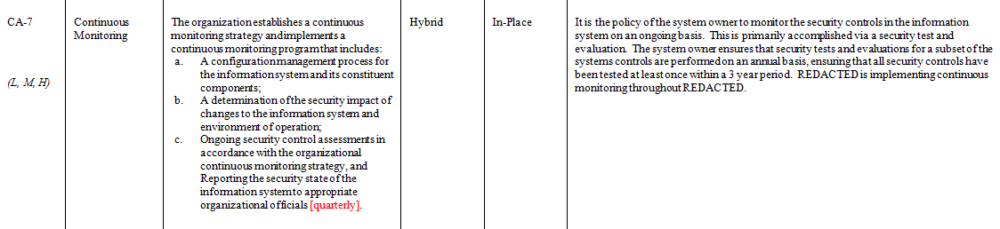 CA-7
(L, M, H)
Continuous
Monitoring
The organization establishes a continuous
monitoring strategy and implements a
continuous monitoring program that includes:
a. A configuration management process for
the information system and its constituent
components;
b. A determination of the security impact of
changes to the information system and
environment of operation;
c. Ongoing security control assessments in
accordance with the organizational
continuous monitoring strategy, and
Reporting the security state of the
information system to appropriate
organizational officials [quarterly].
Hybrid
In-Place
It is the policy of the system owner to monitor the security controls in the information
system on an ongoing basis. This is primarily accomplished via a security test and
evaluation. The system owner ensures that security tests and evaluations for a subset of the
systems controls are performed on an annual basis, ensuring that all security controls have
been tested at least once within a 3 year period. REDACTED is implementing continuous
monitoring throughout REDACTED.